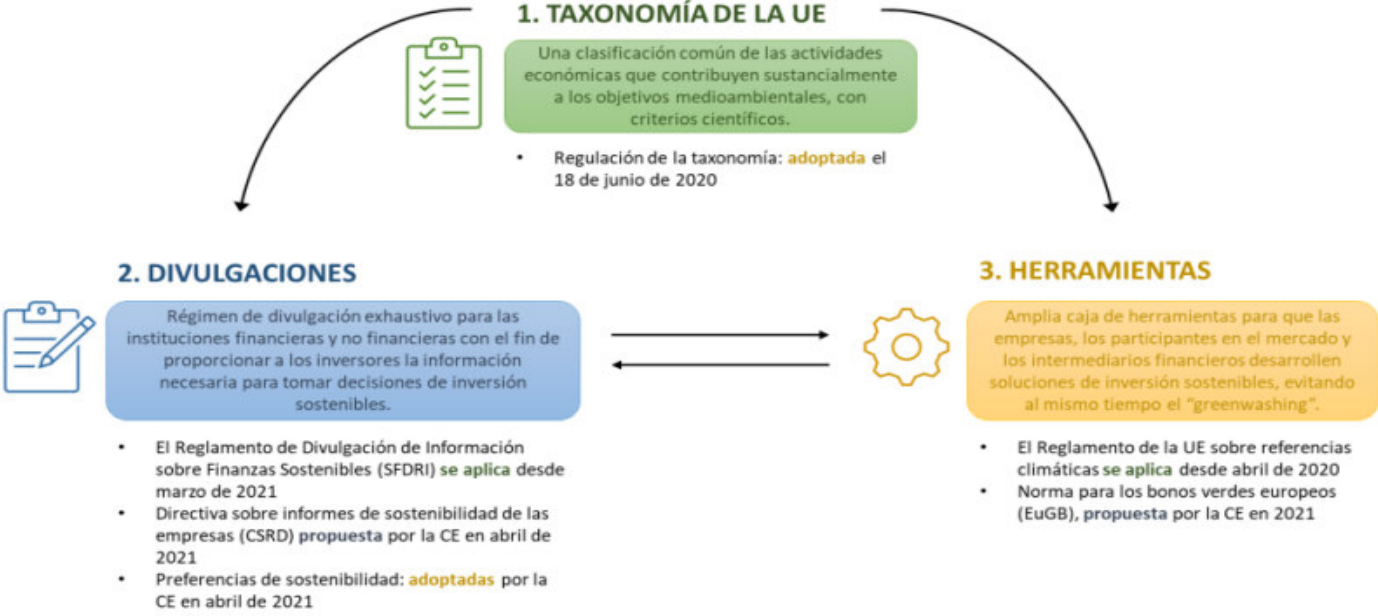 1. TAXONOMÍA DE LA UE
Una clasificación común de las actividades
económicas que contribuyen sustancialmente
a los objetivos medioambientales, con
criterios científicos.
• Regulación de la taxonomía: adoptada el
18 de junio de 2020
2. DIVULGACIONES
Régimen de divulgación exhaustivo para las
instituciones financieras y no financieras con el fin de
proporcionar a los inversores la información
necesaria para tomar decisiones de inversión
sostenibles.
• El Reglamento de Divulgación de Información
sobre Finanzas Sostenibles (SFDRI) se aplica desde
marzo de 2021
• Directiva sobre informes de sostenibilidad de las
empresas (CSRD) propuesta por la CE en abril de
2021
• Preferencias de sostenibilidad: adoptadas por la
CE en abril de 2021
3. HERRAMIENTAS
Amplia caja de herramientas para que las
empresas, los participantes en el mercado y
los intermediarios financieros desarrollen
soluciones de inversión sostenibles, evitando
al mismo tiempo el “greenwashing”.
• El Reglamento de la UE sobre referencias
climáticas se aplica desde abril de 2020
• Norma para los bonos verdes europeos
(EuGB), propuesta por la CE en 2021